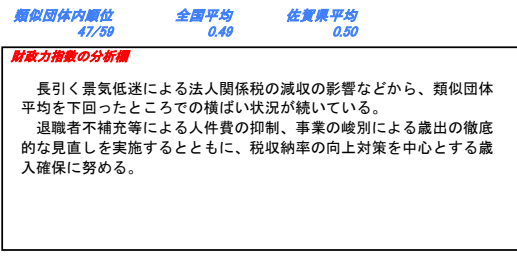 類似団体内順位 全国平均 佐賀県平均
47/59 0.49 0.50
財政力指数の分析欄
長引く景気低迷による法人関係税の減収の影響などから、類似団体
平均を下回ったところでの横ばい状況が続いている。
退職者不補充等による人件費の抑制、事業の峻別による歳出の徹底
的な見直しを実施するとともに、税収納率の向上対策を中心とする歳
入確保に努める。